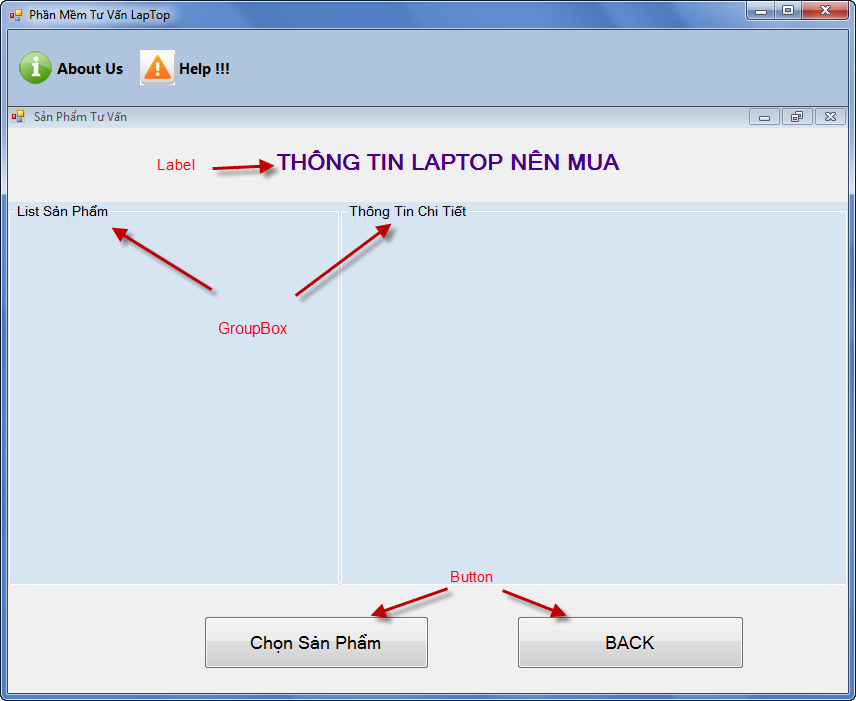 Phần Mềm Tư Vấn LapTop
About Us
Help !!!
Sản Phẩm Tư Vấn
Label
THÔNG TIN LAPTOP NÊN MUA
List Sản Phẩm
Thông Tin Chi Tiết
GroupBox
Button
Chọn Sản Phẩm
BACK